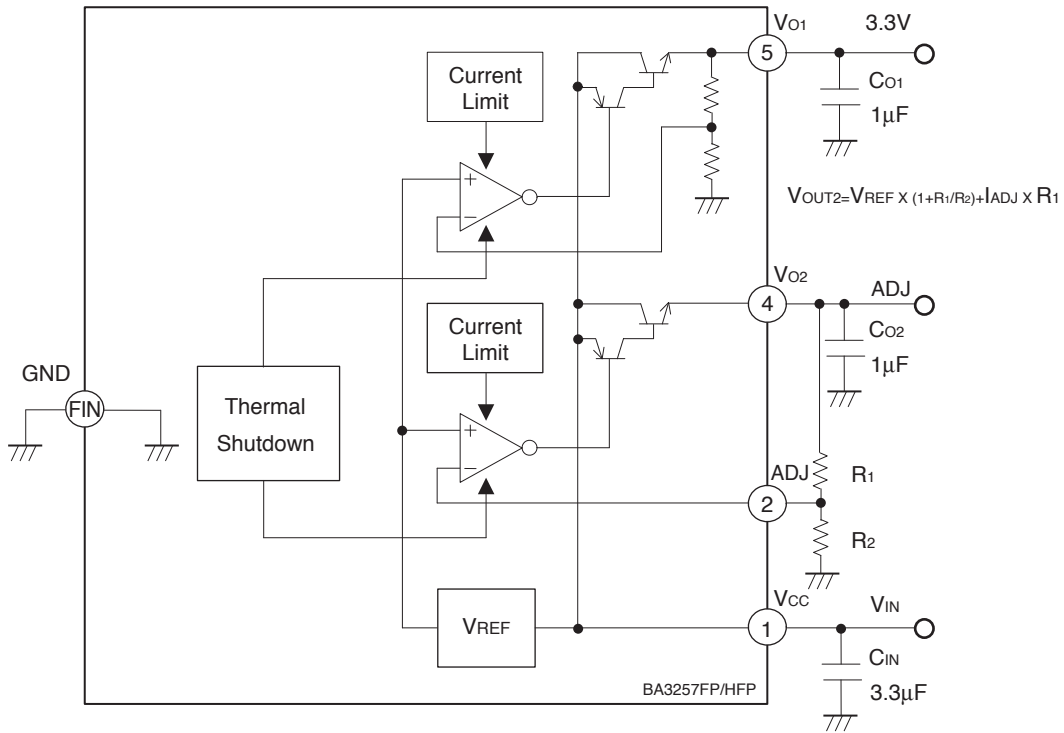 VO1
3.3V
5
Current
Limit
CO1
1µF
+
−
VOUT2=VREF X (1+R1/R2)+IADJ X R1
VO2
4
ADJ
Current
Limit
CO2
1µF
GND
FIN
Thermal
Shutdown
+
−
ADJ
2
R1
R2
VCC
VIN
VREF
1
CIN
3.3µF
BA3257FP/HFP